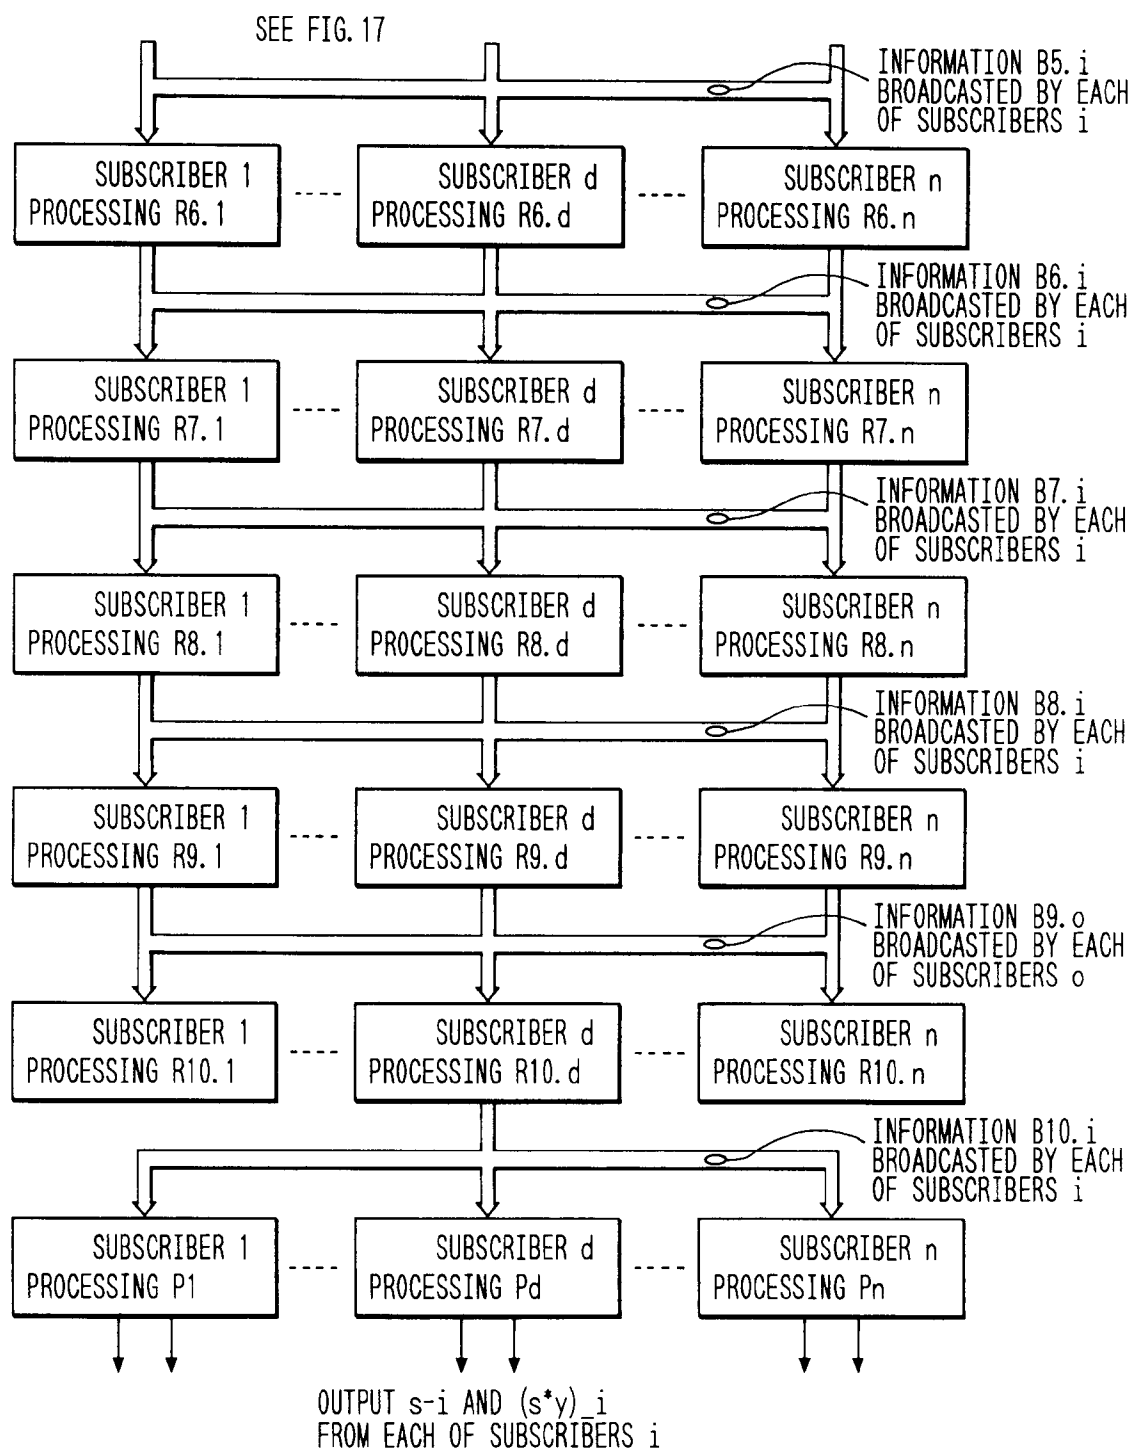 SEE FIG. 17
INFORMATION B5. i
BROADCASTED BY EACH
OF SUBSCRIBERS i
SUBSCRIBER 1
PROCESSING R6. 1
SUBSCRIBER d
PROCESSING R6. d
SUBSCRIBER n
PROCESSING R6. n
INFORMATION B6. i
BROADCASTED BY EACH
OF SUBSCRIBERS i
SUBSCRIBER 1
PROCESSING R7. 1
SUBSCRIBER d
PROCESSING R7. d
SUBSCRIBER n
PROCESSING R7. n
INFORMATION B7. i
BROADCASTED BY EACH
OF SUBSCRIBERS i
SUBSCRIBER 1
PROCESSING R8. 1
SUBSCRIBER d
PROCESSING R8. d
SUBSCRIBER n
PROCESSING R8. n
INFORMATION B8. i
BROADCASTED BY EACH
OF SUBSCRIBERS i
SUBSCRIBER 1
PROCESSING R9. 1
SUBSCRIBER d
PROCESSING R9. d
SUBSCRIBER n
PROCESSING R9. n
INFORMATION B9. o
BROADCASTED BY EACH
OF SUBSCRIBERS o
SUBSCRIBER 1
PROCESSING R10. 1
SUBSCRIBER d
PROCESSING R10. d
SUBSCRIBER n
PROCESSING R10. n
INFORMATION B10. i
BROADCASTED BY EACH
OF SUBSCRIBERS i
SUBSCRIBER 1
PROCESSING P1
SUBSCRIBER d
PROCESSING Pd
SUBSCRIBER n
PROCESSING Pn
OUTPUT s-i AND (s*y)_i
FROM EACH OF SUBSCRIBERS i